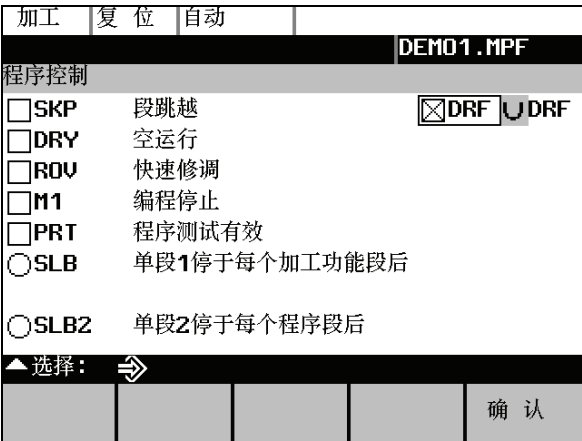 加工 复 位 自动
DEMO1.MPF
程序控制
SKP 段跳越 DRF DRF
DRY 空运行
ROV 快速修调
M1 编程停止
PRT 程序测试有效
SLB 单段1停于每个加工功能段后
SLB2 单段2停于每个程序段后
选择:
确 认